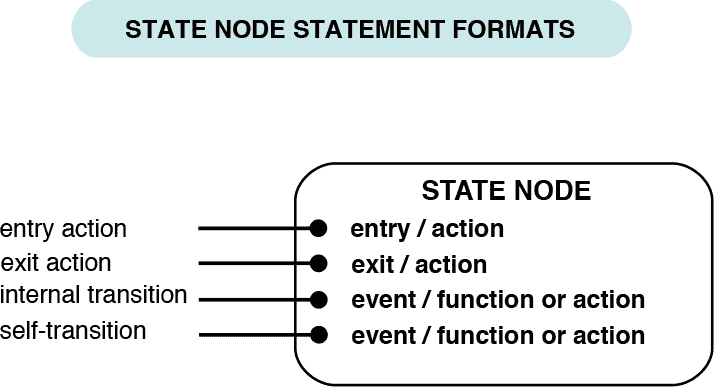 STATE NODE STATEMENT FORMATS
STATE NODE
entry action entry / action
exit action exit / action
internal transition event / function or action
self-transition event / function or action